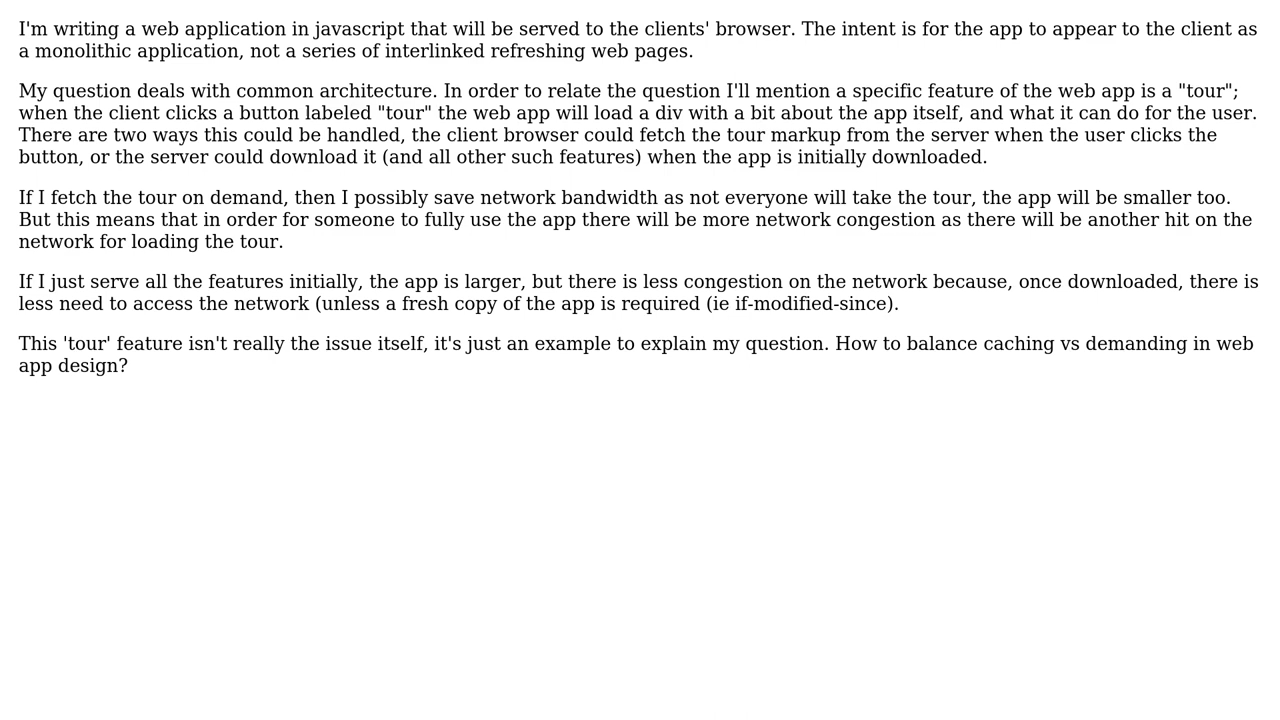 I'm writing a web application in javascript that will be served to the clients' browser. The intent is for the app to appear to the client as
a monolithic application, not a series of interlinked refreshing web pages.
My question deals with common architecture. In order to relate the question I'll mention a specific feature of the web app is a "tour";
when the client clicks a button labeled "tour" the web app will load a div with a bit about the app itself, and what it can do for the user.
There are two ways this could be handled, the client browser could fetch the tour markup from the server when the user clicks the
button, or the server could download it (and all other such features) when the app is initially downloaded.
If I fetch the tour on demand, then I possibly save network bandwidth as not everyone will take the tour, the app will be smaller too.
But this means that in order for someone to fully use the app there will be more network congestion as there will be another hit on the
network for loading the tour.
If I just serve all the features initially, the app is larger, but there is less congestion on the network because, once downloaded, there is
less need to access the network (unless a fresh copy of the app is required (ie if-modified-since).
This 'tour' feature isn't really the issue itself, it's just an example to explain my question. How to balance caching vs demanding in web
app design?